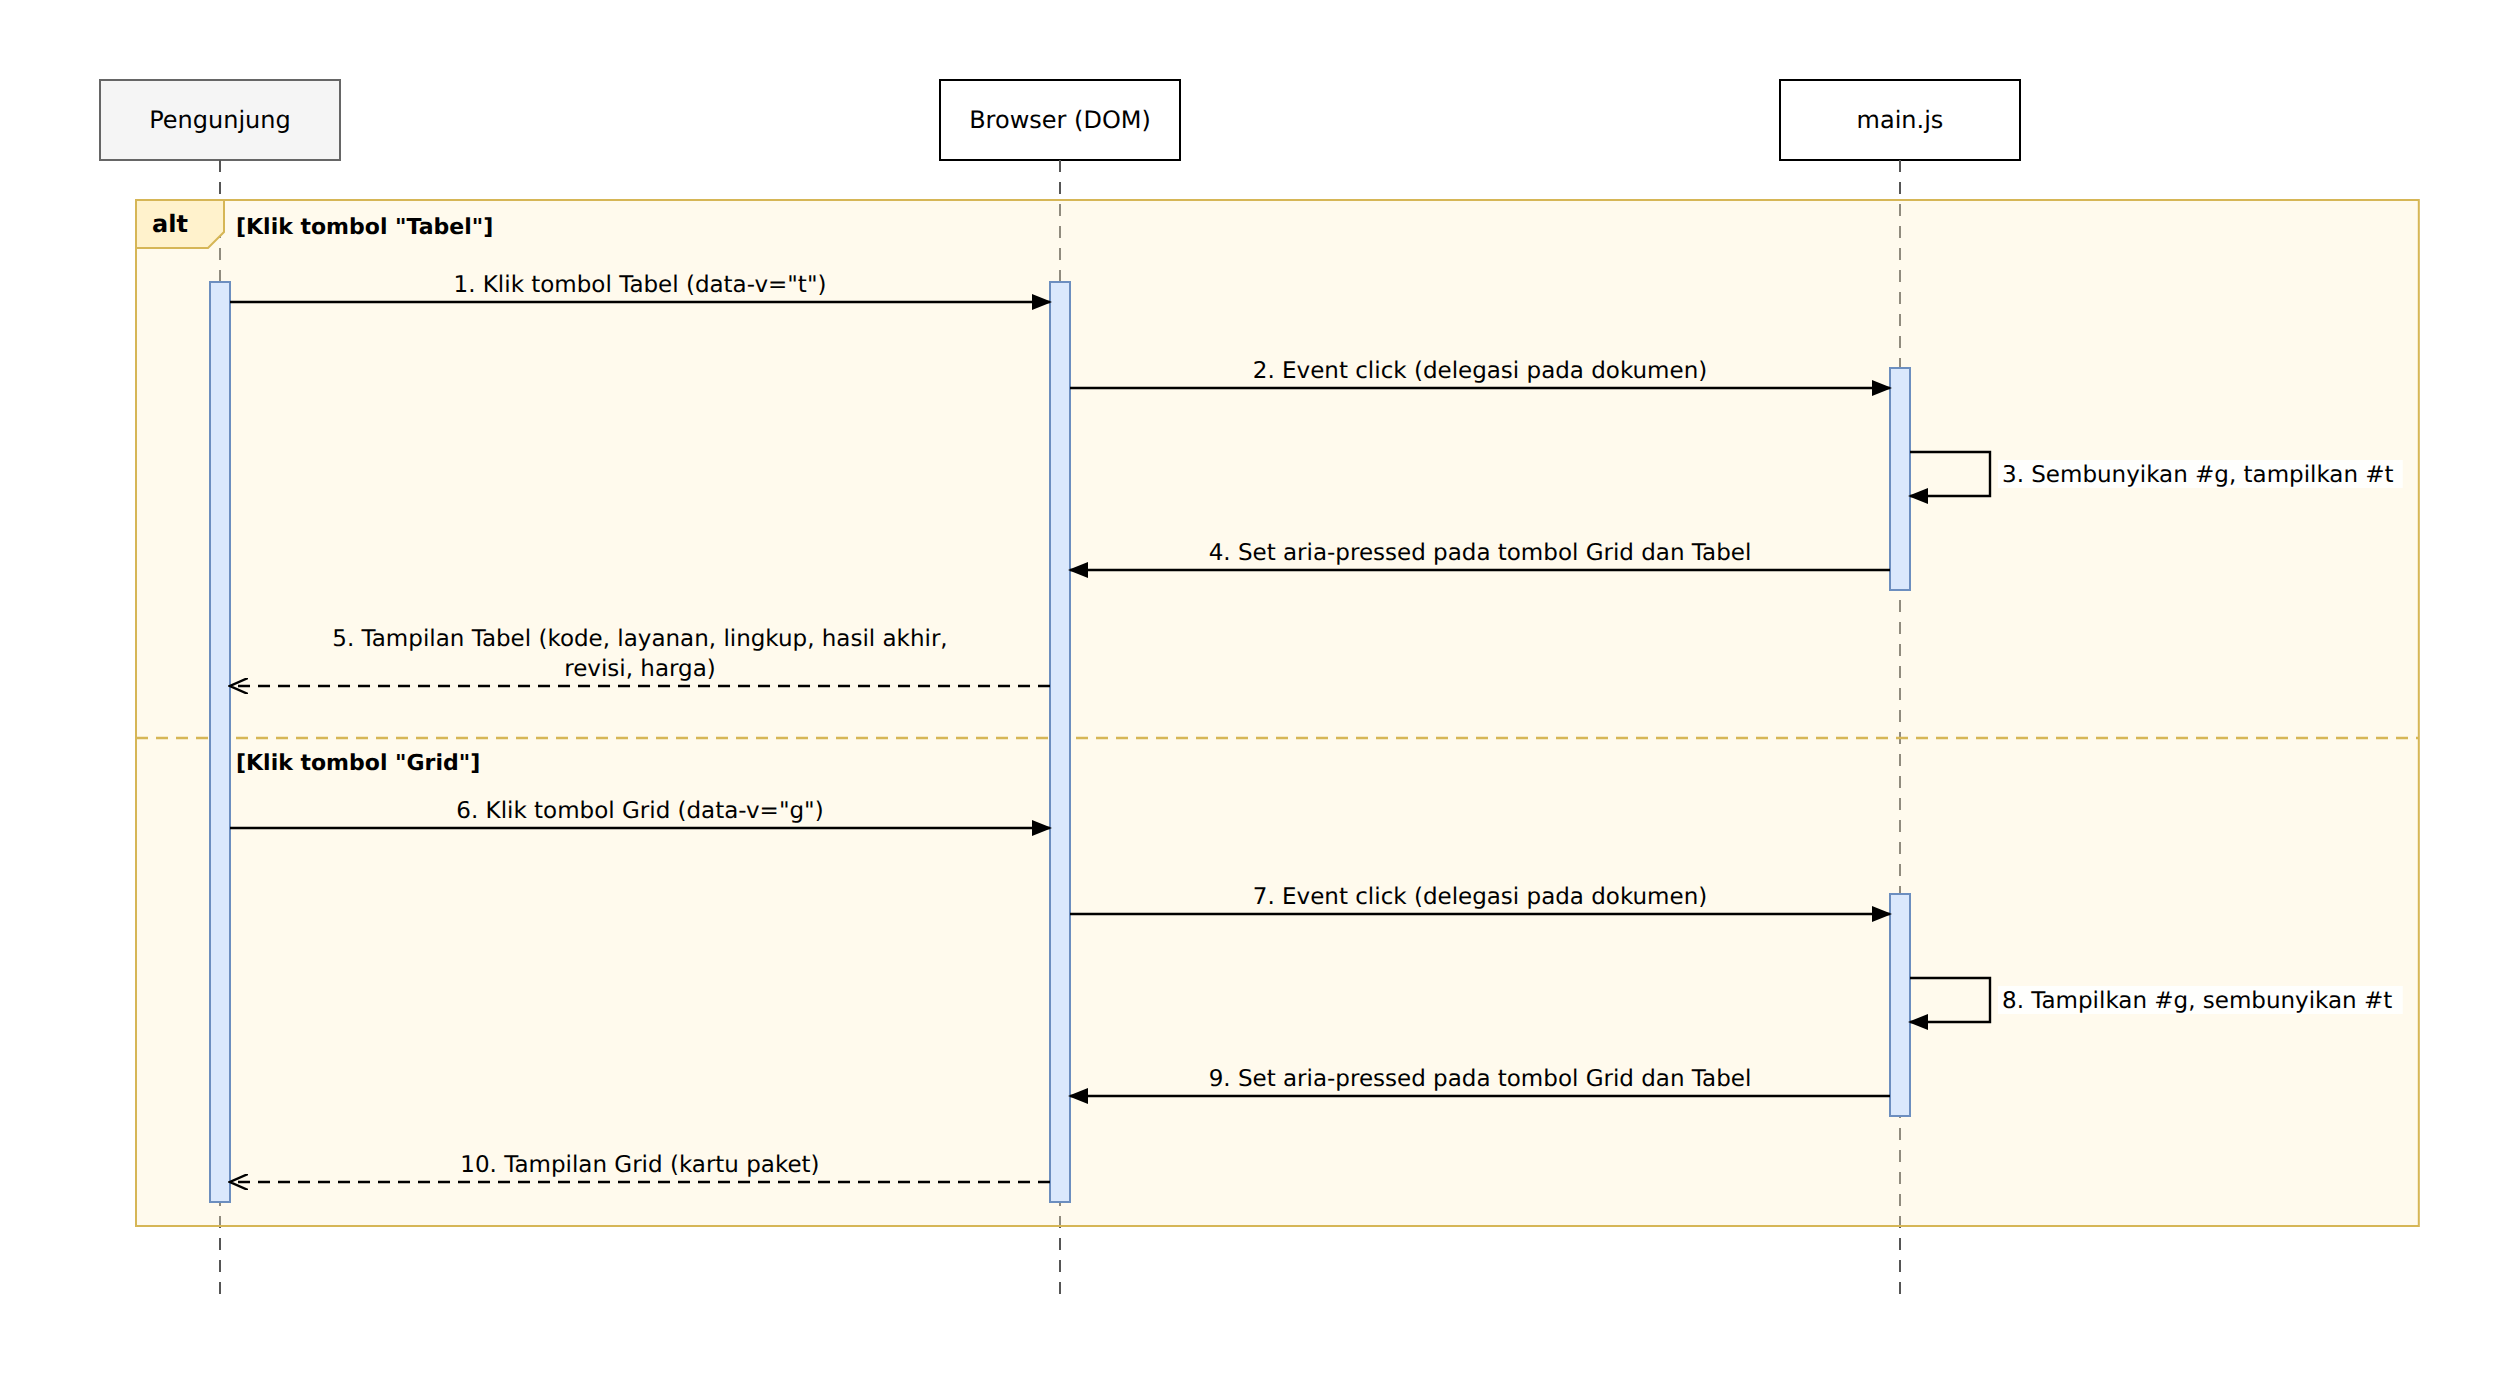 Pengunjung
Browser (DOM)
main.js
alt
[Klik tombol "Tabel"]
1. Klik tombol Tabel (data-v="t")
2. Event click (delegasi pada dokumen)
3. Sembunyikan #g, tampilkan #t
4. Set aria-pressed pada tombol Grid dan Tabel
5. Tampilan Tabel (kode, layanan, lingkup, hasil akhir,
revisi, harga)
[Klik tombol "Grid"]
6. Klik tombol Grid (data-v="g")
7. Event click (delegasi pada dokumen)
8. Tampilkan #g, sembunyikan #t
9. Set aria-pressed pada tombol Grid dan Tabel
10. Tampilan Grid (kartu paket)